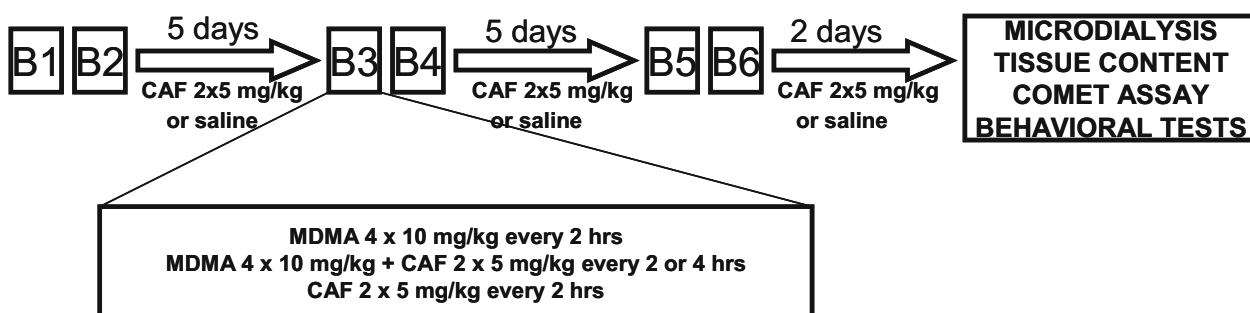 5 days
5 days
2 days
B1 B2 B3 B4 B5 B6
CAF 2x5 mg/kg
or saline
CAF 2x5 mg/kg
or saline
CAF 2x5 mg/kg
or saline
MICRODIALYSIS
TISSUE CONTENT
COMET ASSAY
BEHAVIORAL TESTS
MDMA 4 x 10 mg/kg every 2 hrs
MDMA 4 x 10 mg/kg + CAF 2 x 5 mg/kg every 2 or 4 hrs
CAF 2 x 5 mg/kg every 2 hrs